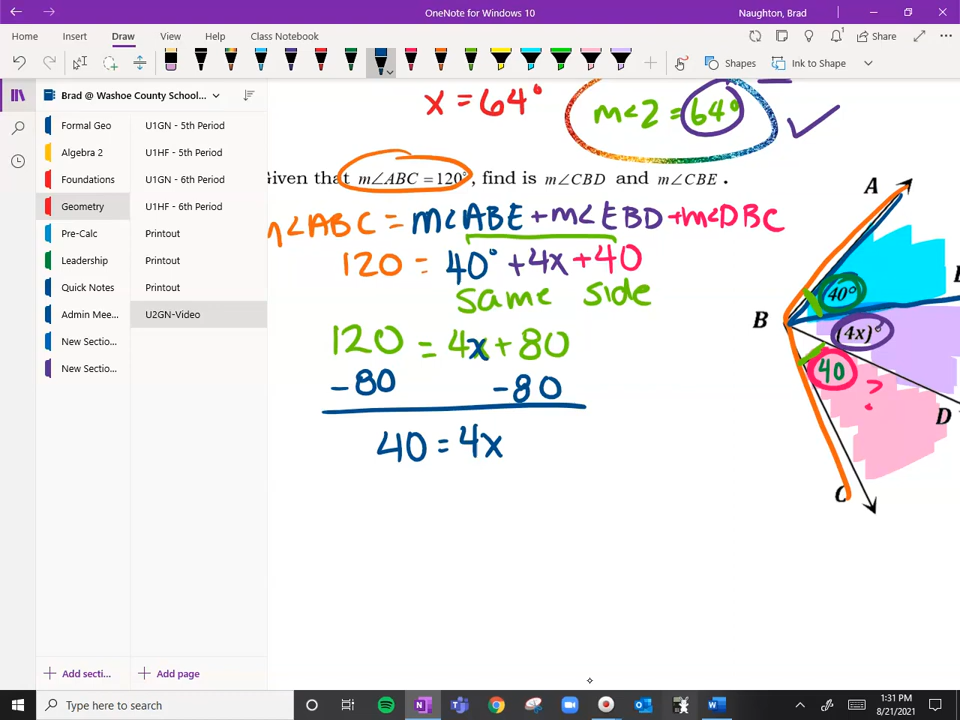 OneNote for Windows 10
Naughton, Brad
Home Insert Draw View Help Class Notebook
Share
Shapes
Ink to Shape
Brad @ Washoe County School...
Formal Geo
Algebra 2
Foundations
Geometry
Pre-Calc
Leadership
Quick Notes
Admin Mee...
New Sectio...
New Sectio...
Add secti...
U1GN - 5th Period
U1HF - 5th Period
U1GN - 6th Period
U1HF - 6th Period
Printout
Printout
Printout
U2GN-Video
Add page
x = 64°
m∠2 = 64°
Given that m∠ABC = 120°, find is m∠CBD and m∠CBE.
m∠ABC = m∠ABE + m∠EBD + m∠DBC
120 = 40° + 4x + 40
same side
120 = 4x + 80
-80 -80
40 = 4x
A
40°
B
(4x)°
40
?
D
C
Type here to search
1:31 PM
8/21/2021